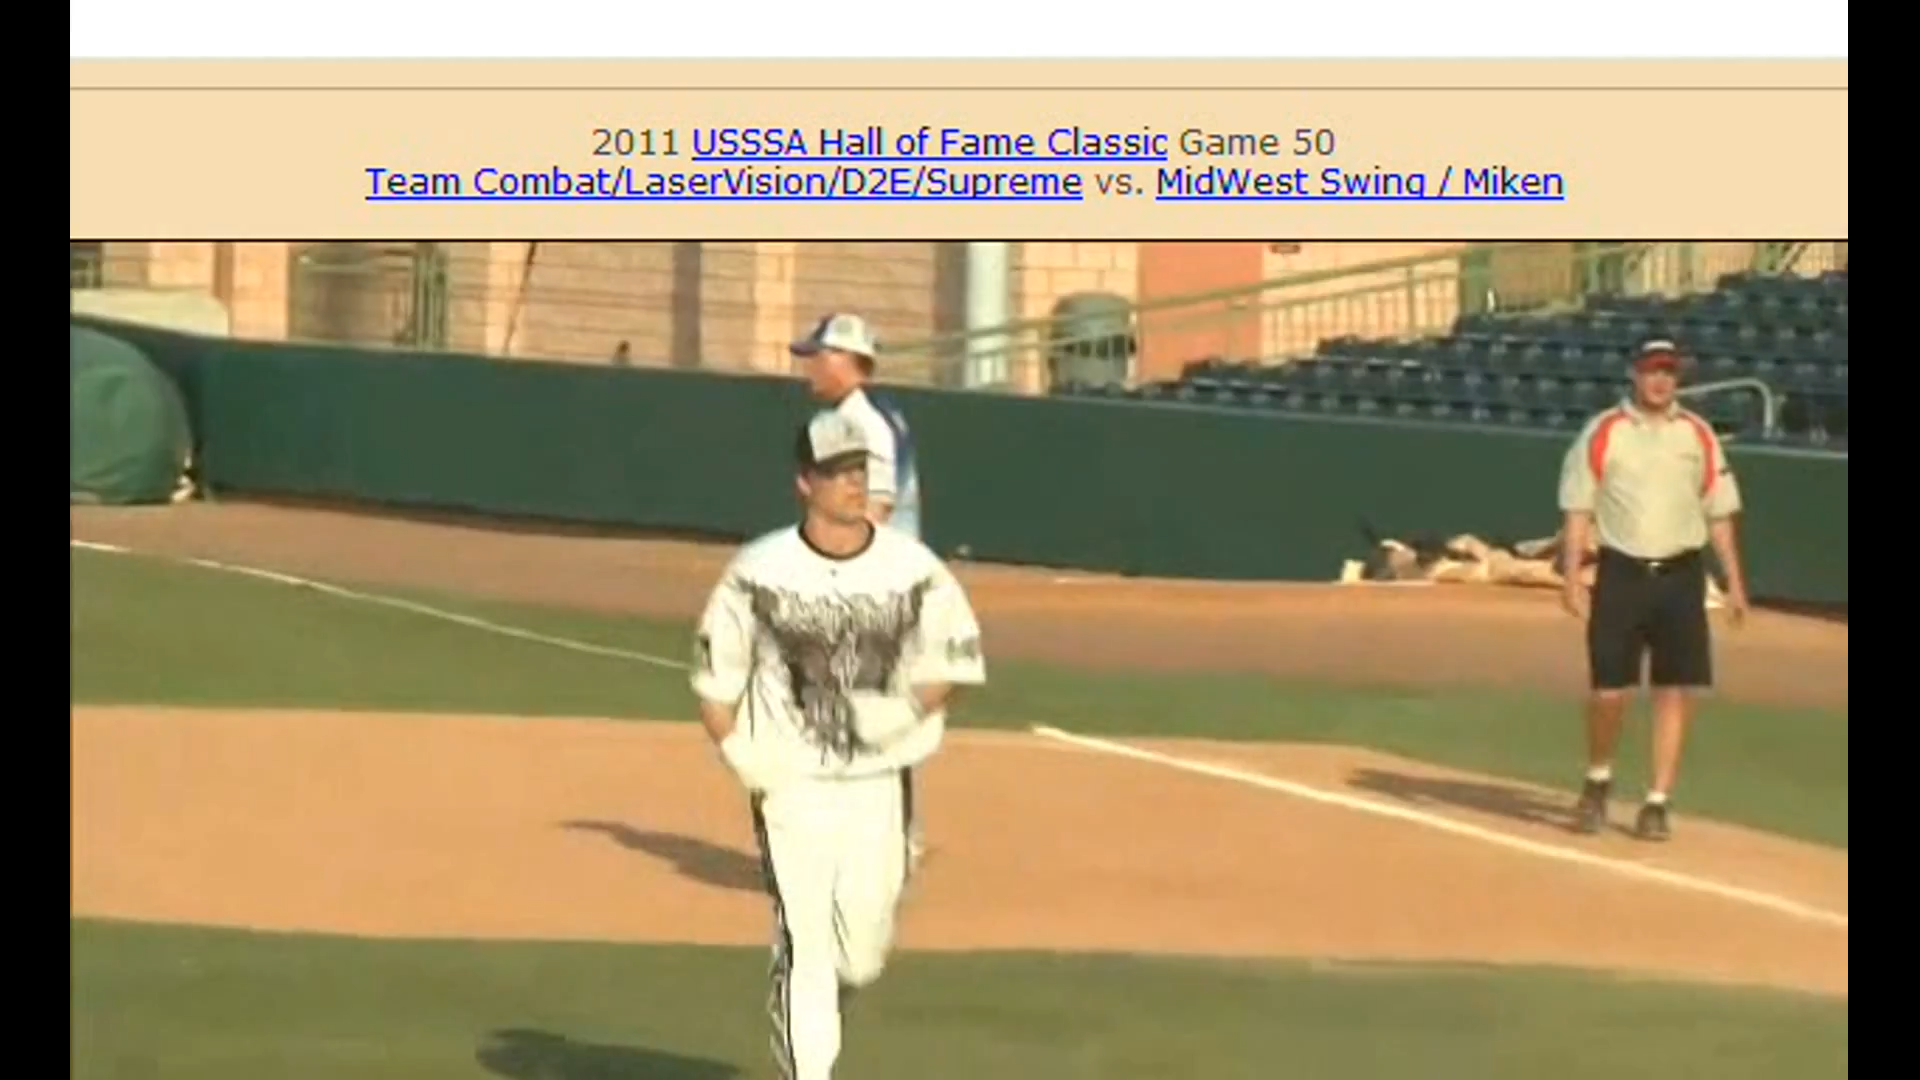 2011 USSSA Hall of Fame Classic Game 50
Team Combat/LaserVision/D2E/Supreme vs. MidWest Swing / Miken